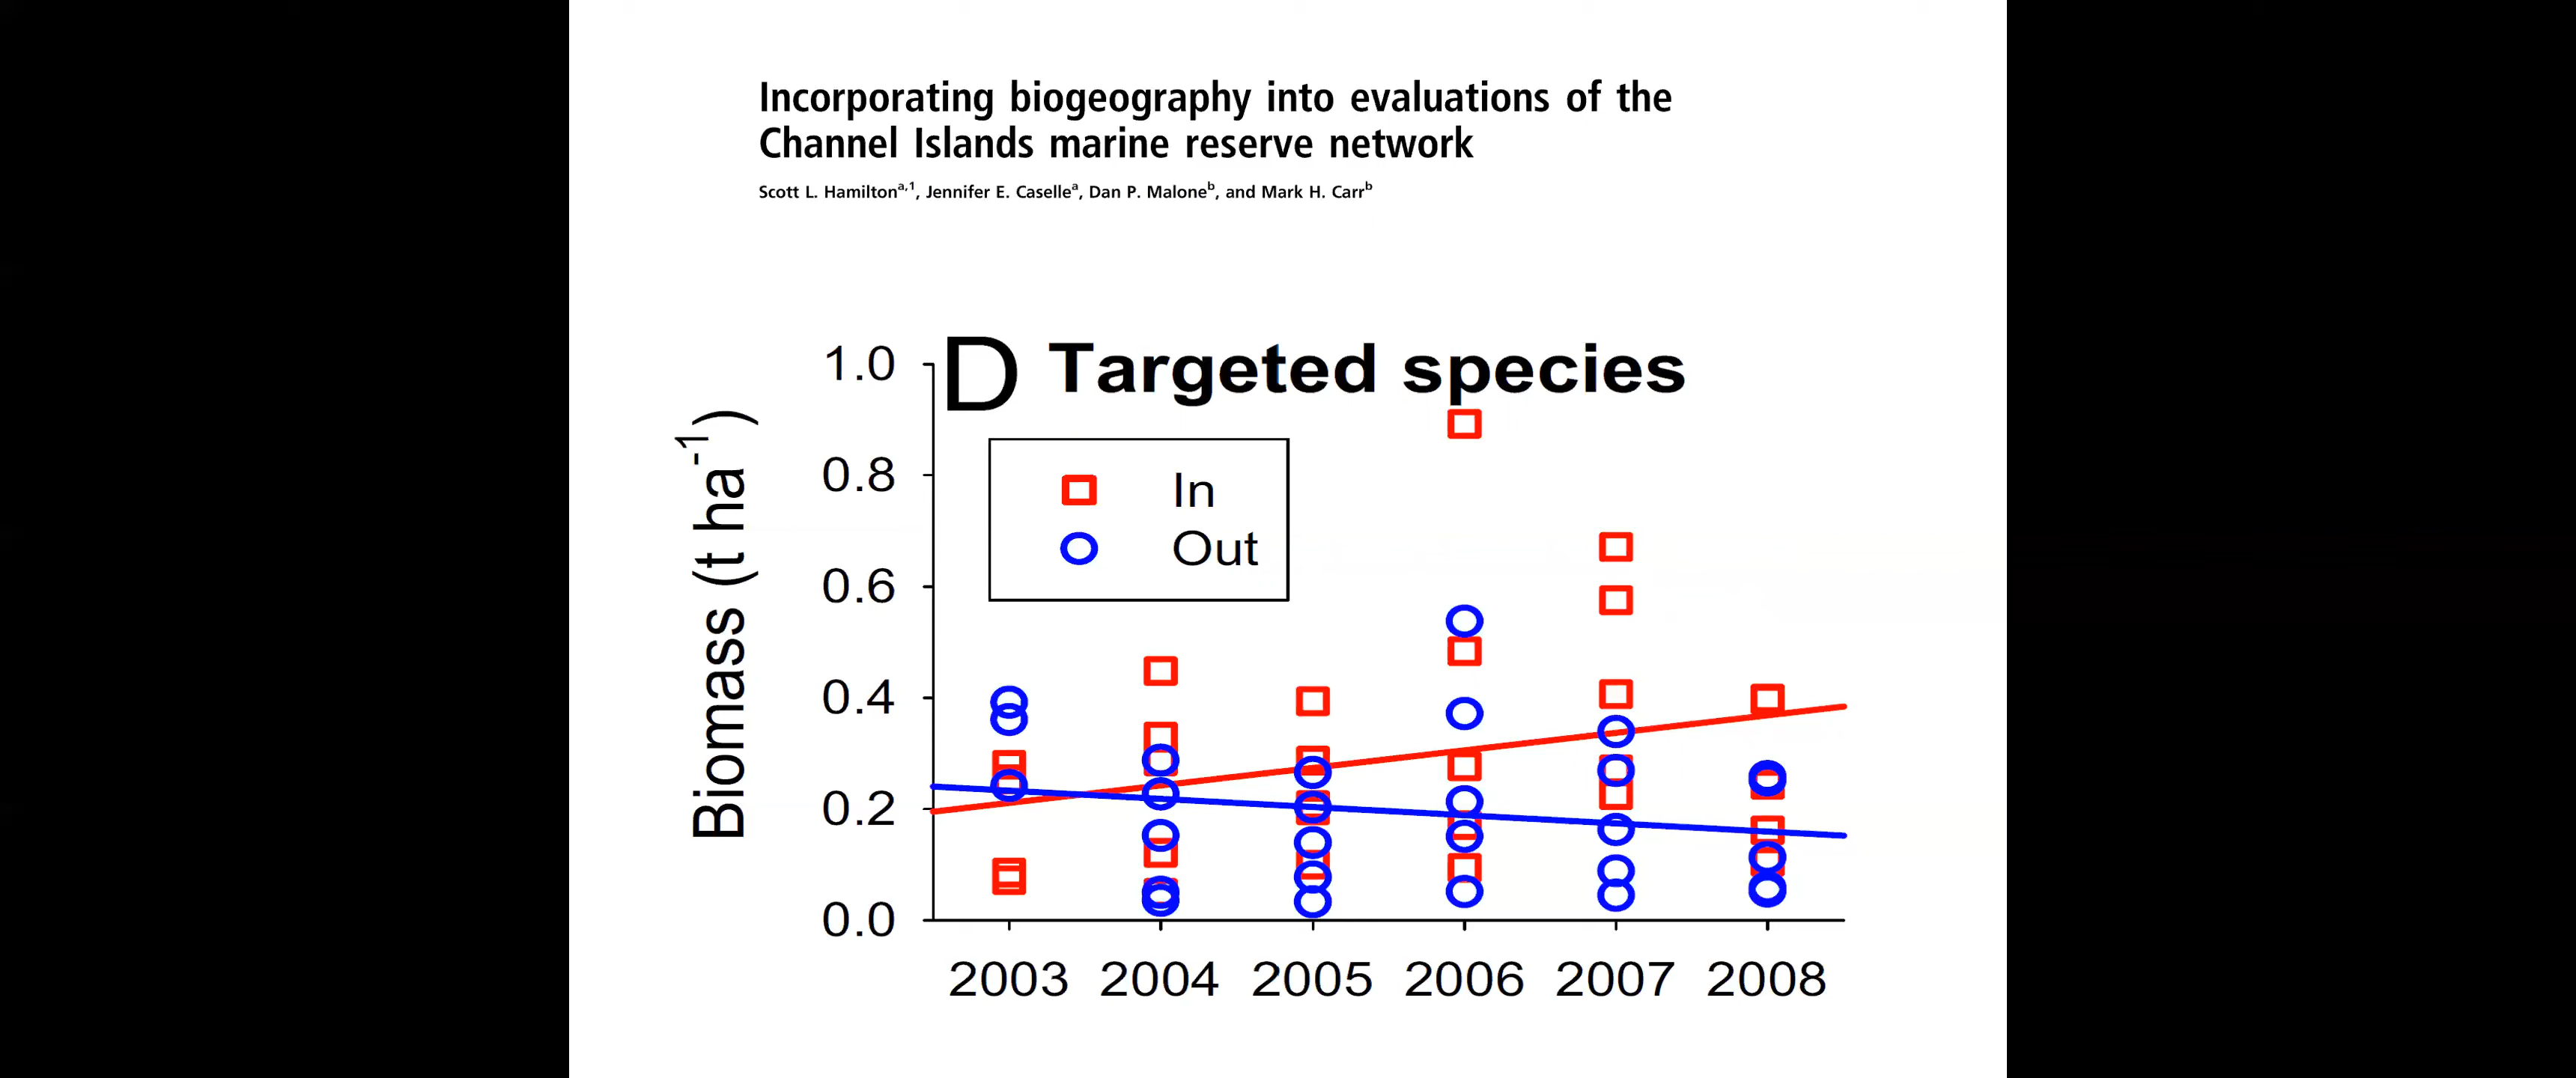 Incorporating biogeography into evaluations of the
Channel Islands marine reserve network
Scott L. Hamiltona,1, Jennifer E. Casellea, Dan P. Maloneb, and Mark H. Carrb
D Targeted species
Biomass (t ha-1)
1.0
0.8
0.6
0.4
0.2
0.0
In
Out
2003 2004 2005 2006 2007 2008